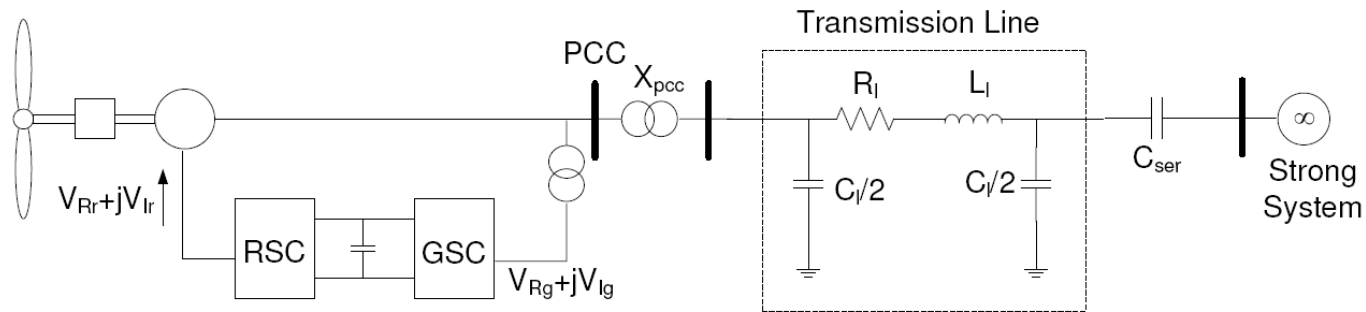 Transmission Line
PCC
X_pcc
R_l
L_l
C_l/2
C_l/2
C_ser
∞
Strong
System
V_Rr+jV_Ir
RSC
GSC
V_Rg+jV_Ig